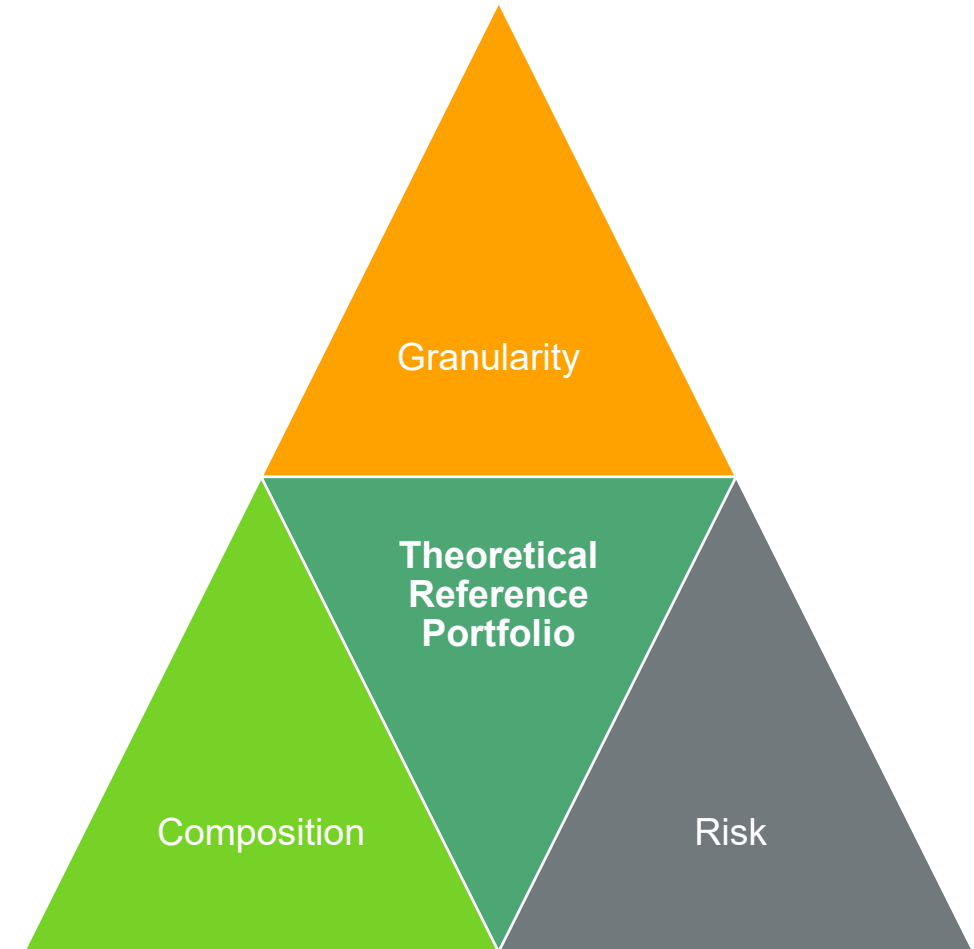 Granularity
Theoretical
Reference
Portfolio
Composition
Risk